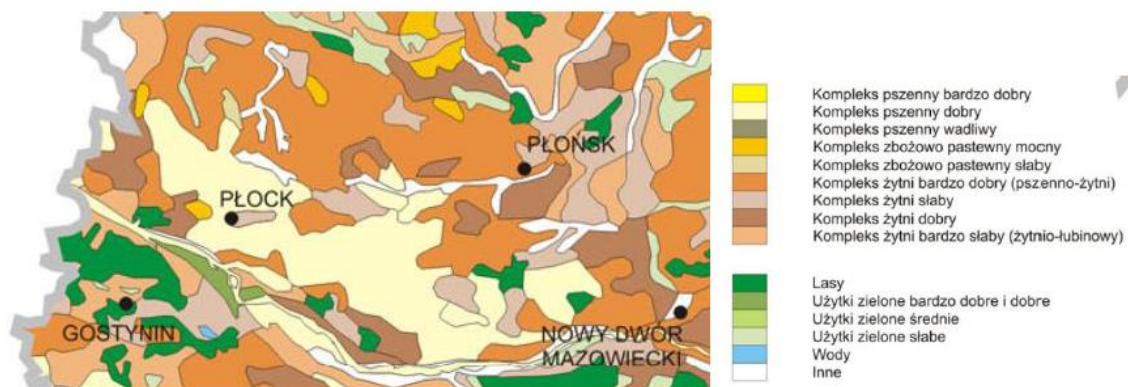 PŁOŃSK
PŁOCK
GOSTYNIN
NOWY DWÓR
MAZOWIECKI
Kompleks pszenny bardzo dobry
Kompleks pszenny dobry
Kompleks pszenny wadliwy
Kompleks zbożowo pastewny mocny
Kompleks zbożowo pastewny słaby
Kompleks żytni bardzo dobry (pszenno-żytni)
Kompleks żytni słaby
Kompleks żytni dobry
Kompleks żytni bardzo słaby (żytnio-łubinowy)
Lasy
Użytki zielone bardzo dobre i dobre
Użytki zielone średnie
Użytki zielone słabe
Wody
Inne